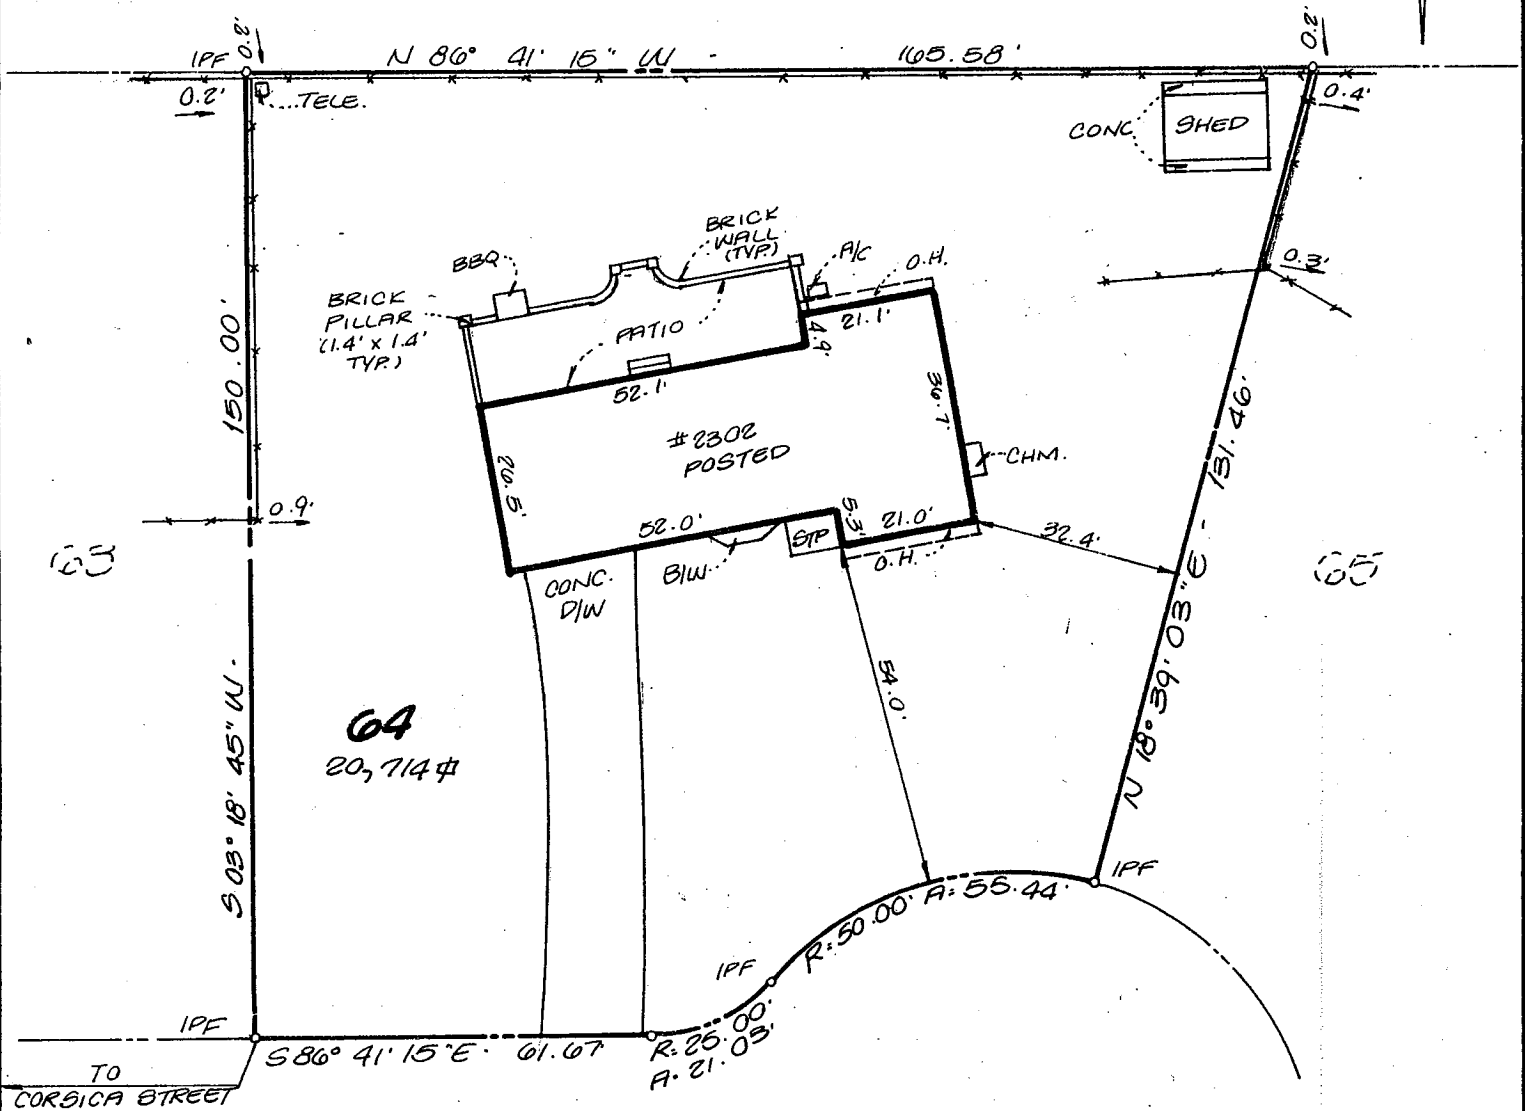 0.2'
0.2'
IPF
N 86° 41' 15" W -
165.58'
0.2'
TELE.
0.4'
CONC.
SHED
BRICK
WALL
(TYP.)
A/C
O.H.
BBQ
0.3'
BRICK
PILLAR
(1.4' x 1.4'
TYP.)
PATIO
21.1'
4.9'
150.00'
52.1'
36.7'
131.46'
#2302
POSTED
CHM.
20.5'
0.9'
52.0'
5.3'
21.0'
STP
32.4'
O.H.
63
B/W
CONC.
D/W
65
54.0'
N 18° 39' 03" E -
64
20,714
S 03° 18' 45" W -
IPF
R=50.00' A=55.44'
IPF
IPF
S 86° 41' 15" E -
61.67'
R=25.00'
A=21.03'
TO
CORSICA STREET